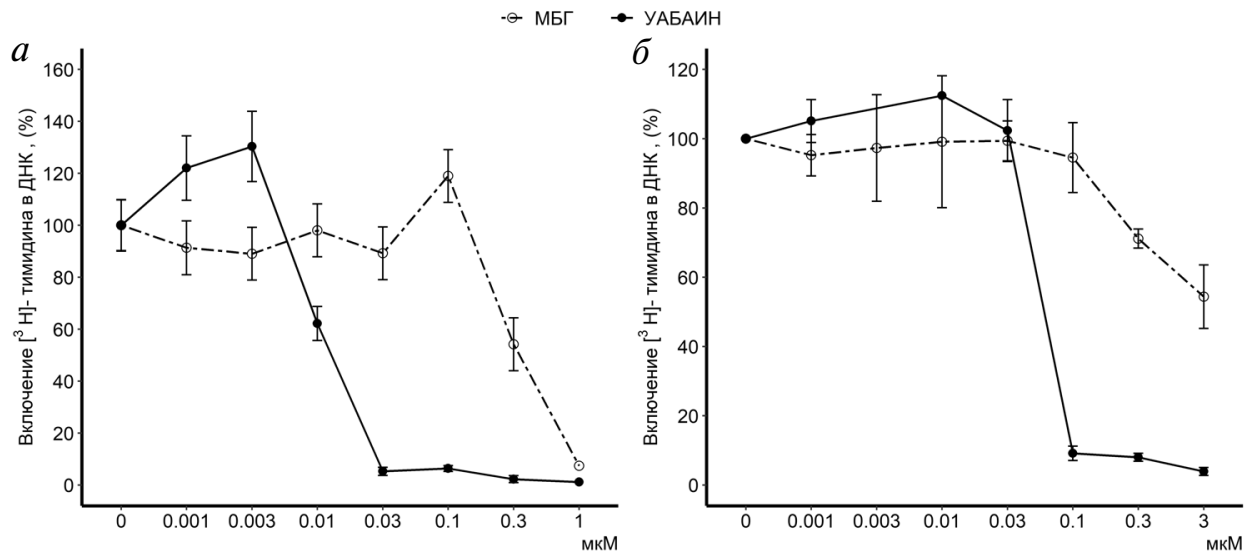 МБГ УАБАИН
а
Включение [³ H]- тимидина в ДНК , (%)
160
140
120
100
80
60
40
20
0
0 0.001 0.003 0.01 0.03 0.1 0.3 1
мкМ
б
Включение [³ H]- тимидина в ДНК , (%)
120
100
80
60
40
20
0
0 0.001 0.003 0.01 0.03 0.1 0.3 3
мкМ